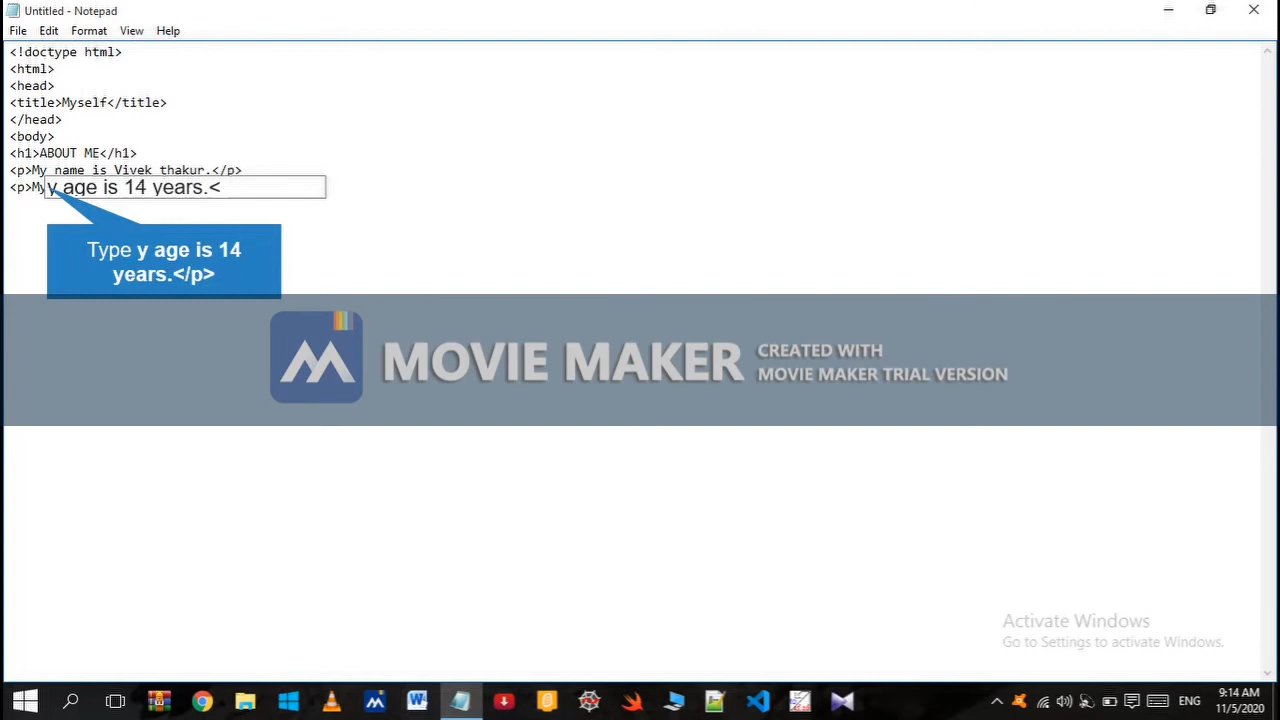 Untitled - Notepad
File Edit Format View Help
<!doctype html>
<html>
<head>
<title>Myself</title>
</head>
<body>
<h1>ABOUT ME</h1>
<p>My name is Vivek thakur.</p>
<p>My
y age is 14 years.<
Type y age is 14
years.</p>
MOVIE MAKER
CREATED WITH
MOVIE MAKER TRIAL VERSION
Activate Windows
Go to Settings to activate Windows.
ENG
9:14 AM
11/5/2020